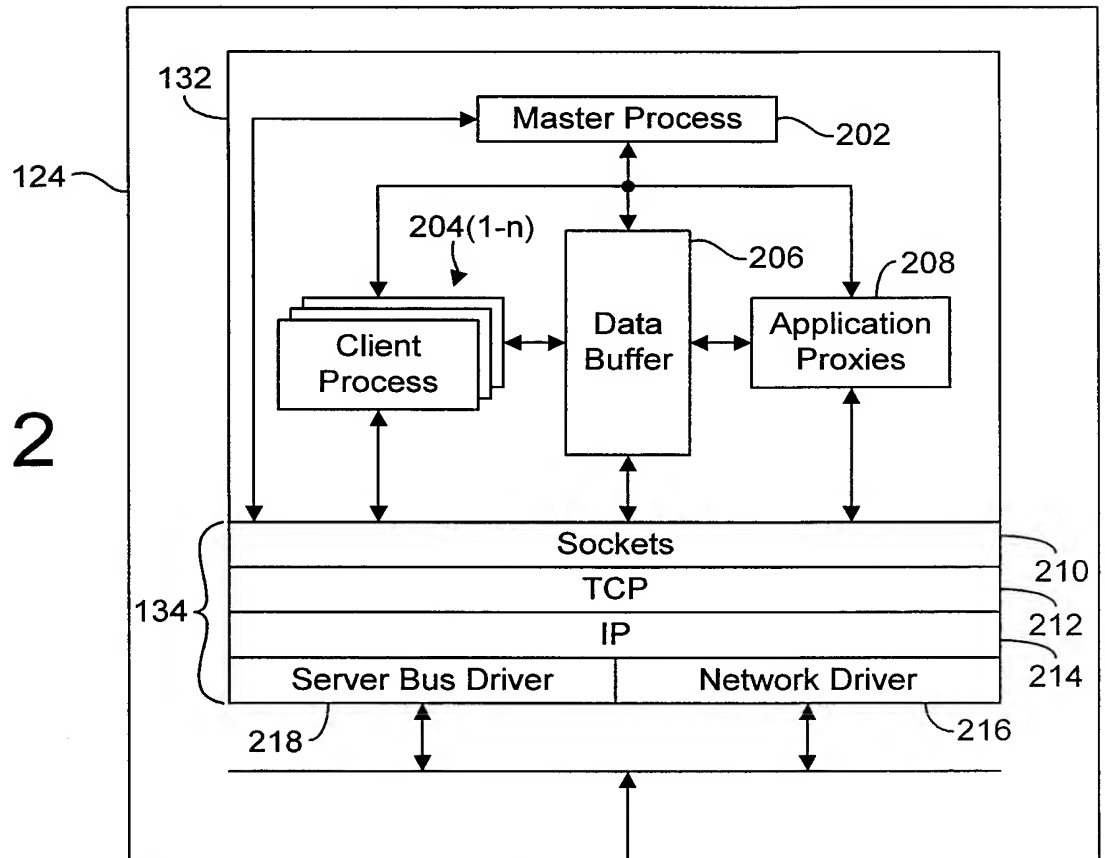 132
Master Process
202
124
204(1-n)
206
208
Client
Process
Data
Buffer
Application
Proxies
2
Sockets
210
TCP
212
134
IP
214
Server Bus Driver
Network Driver
218
216